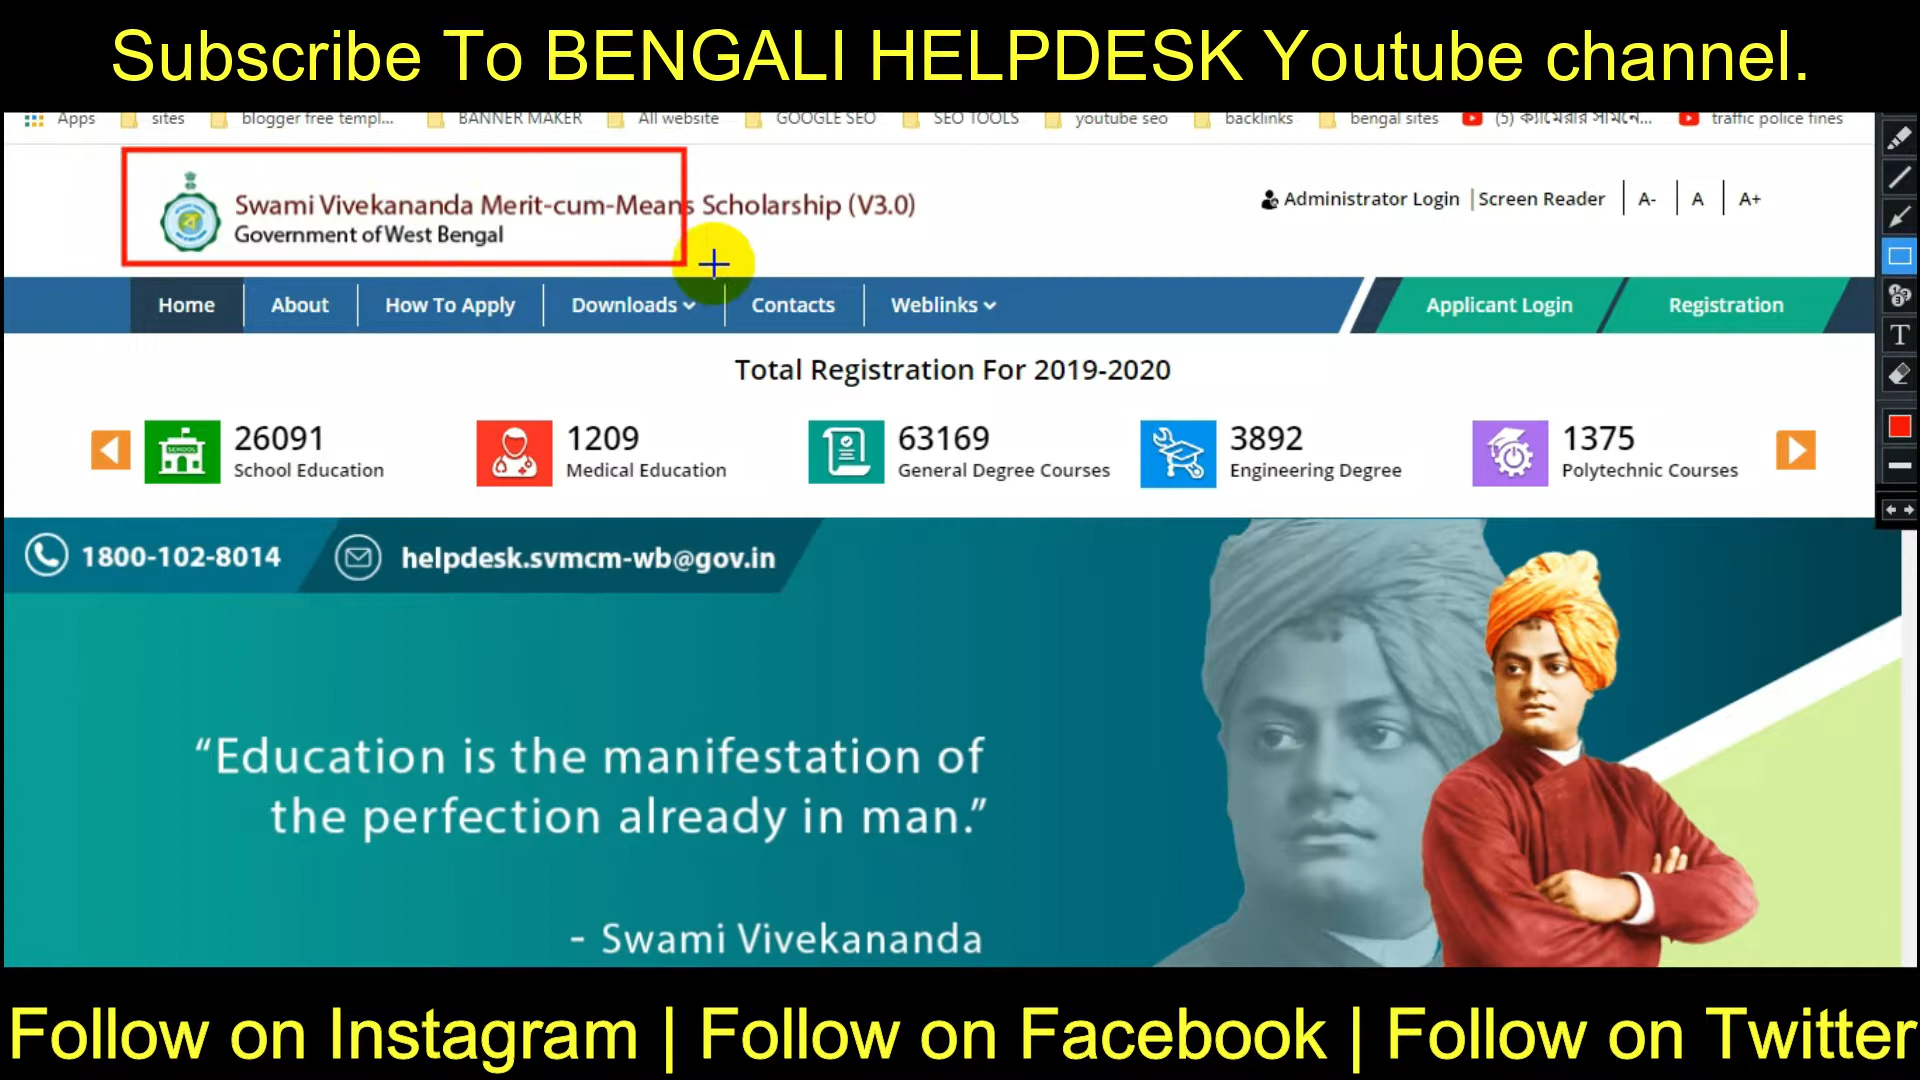 Subscribe To BENGALI HELPDESK Youtube channel.
Apps sites blogger free templ... BANNER MAKER All website GOOGLE SEO SEO TOOLS youtube seo backlinks bengal sites (5) ক্যামেরার সামনে... traffic police fines
Swami Vivekananda Merit-cum-Means Scholarship (V3.0)
Government of West Bengal
Administrator Login | Screen Reader A- A A+
Home About How To Apply Downloads Contacts Weblinks Applicant Login Registration
Total Registration For 2019-2020
26091 1209 63169 3892 1375
School Education Medical Education General Degree Courses Engineering Degree Polytechnic Courses
SCHOOL
1800-102-8014 helpdesk.svmcm-wb@gov.in
“Education is the manifestation of
the perfection already in man.”
- Swami Vivekananda
Follow on Instagram | Follow on Facebook | Follow on Twitter